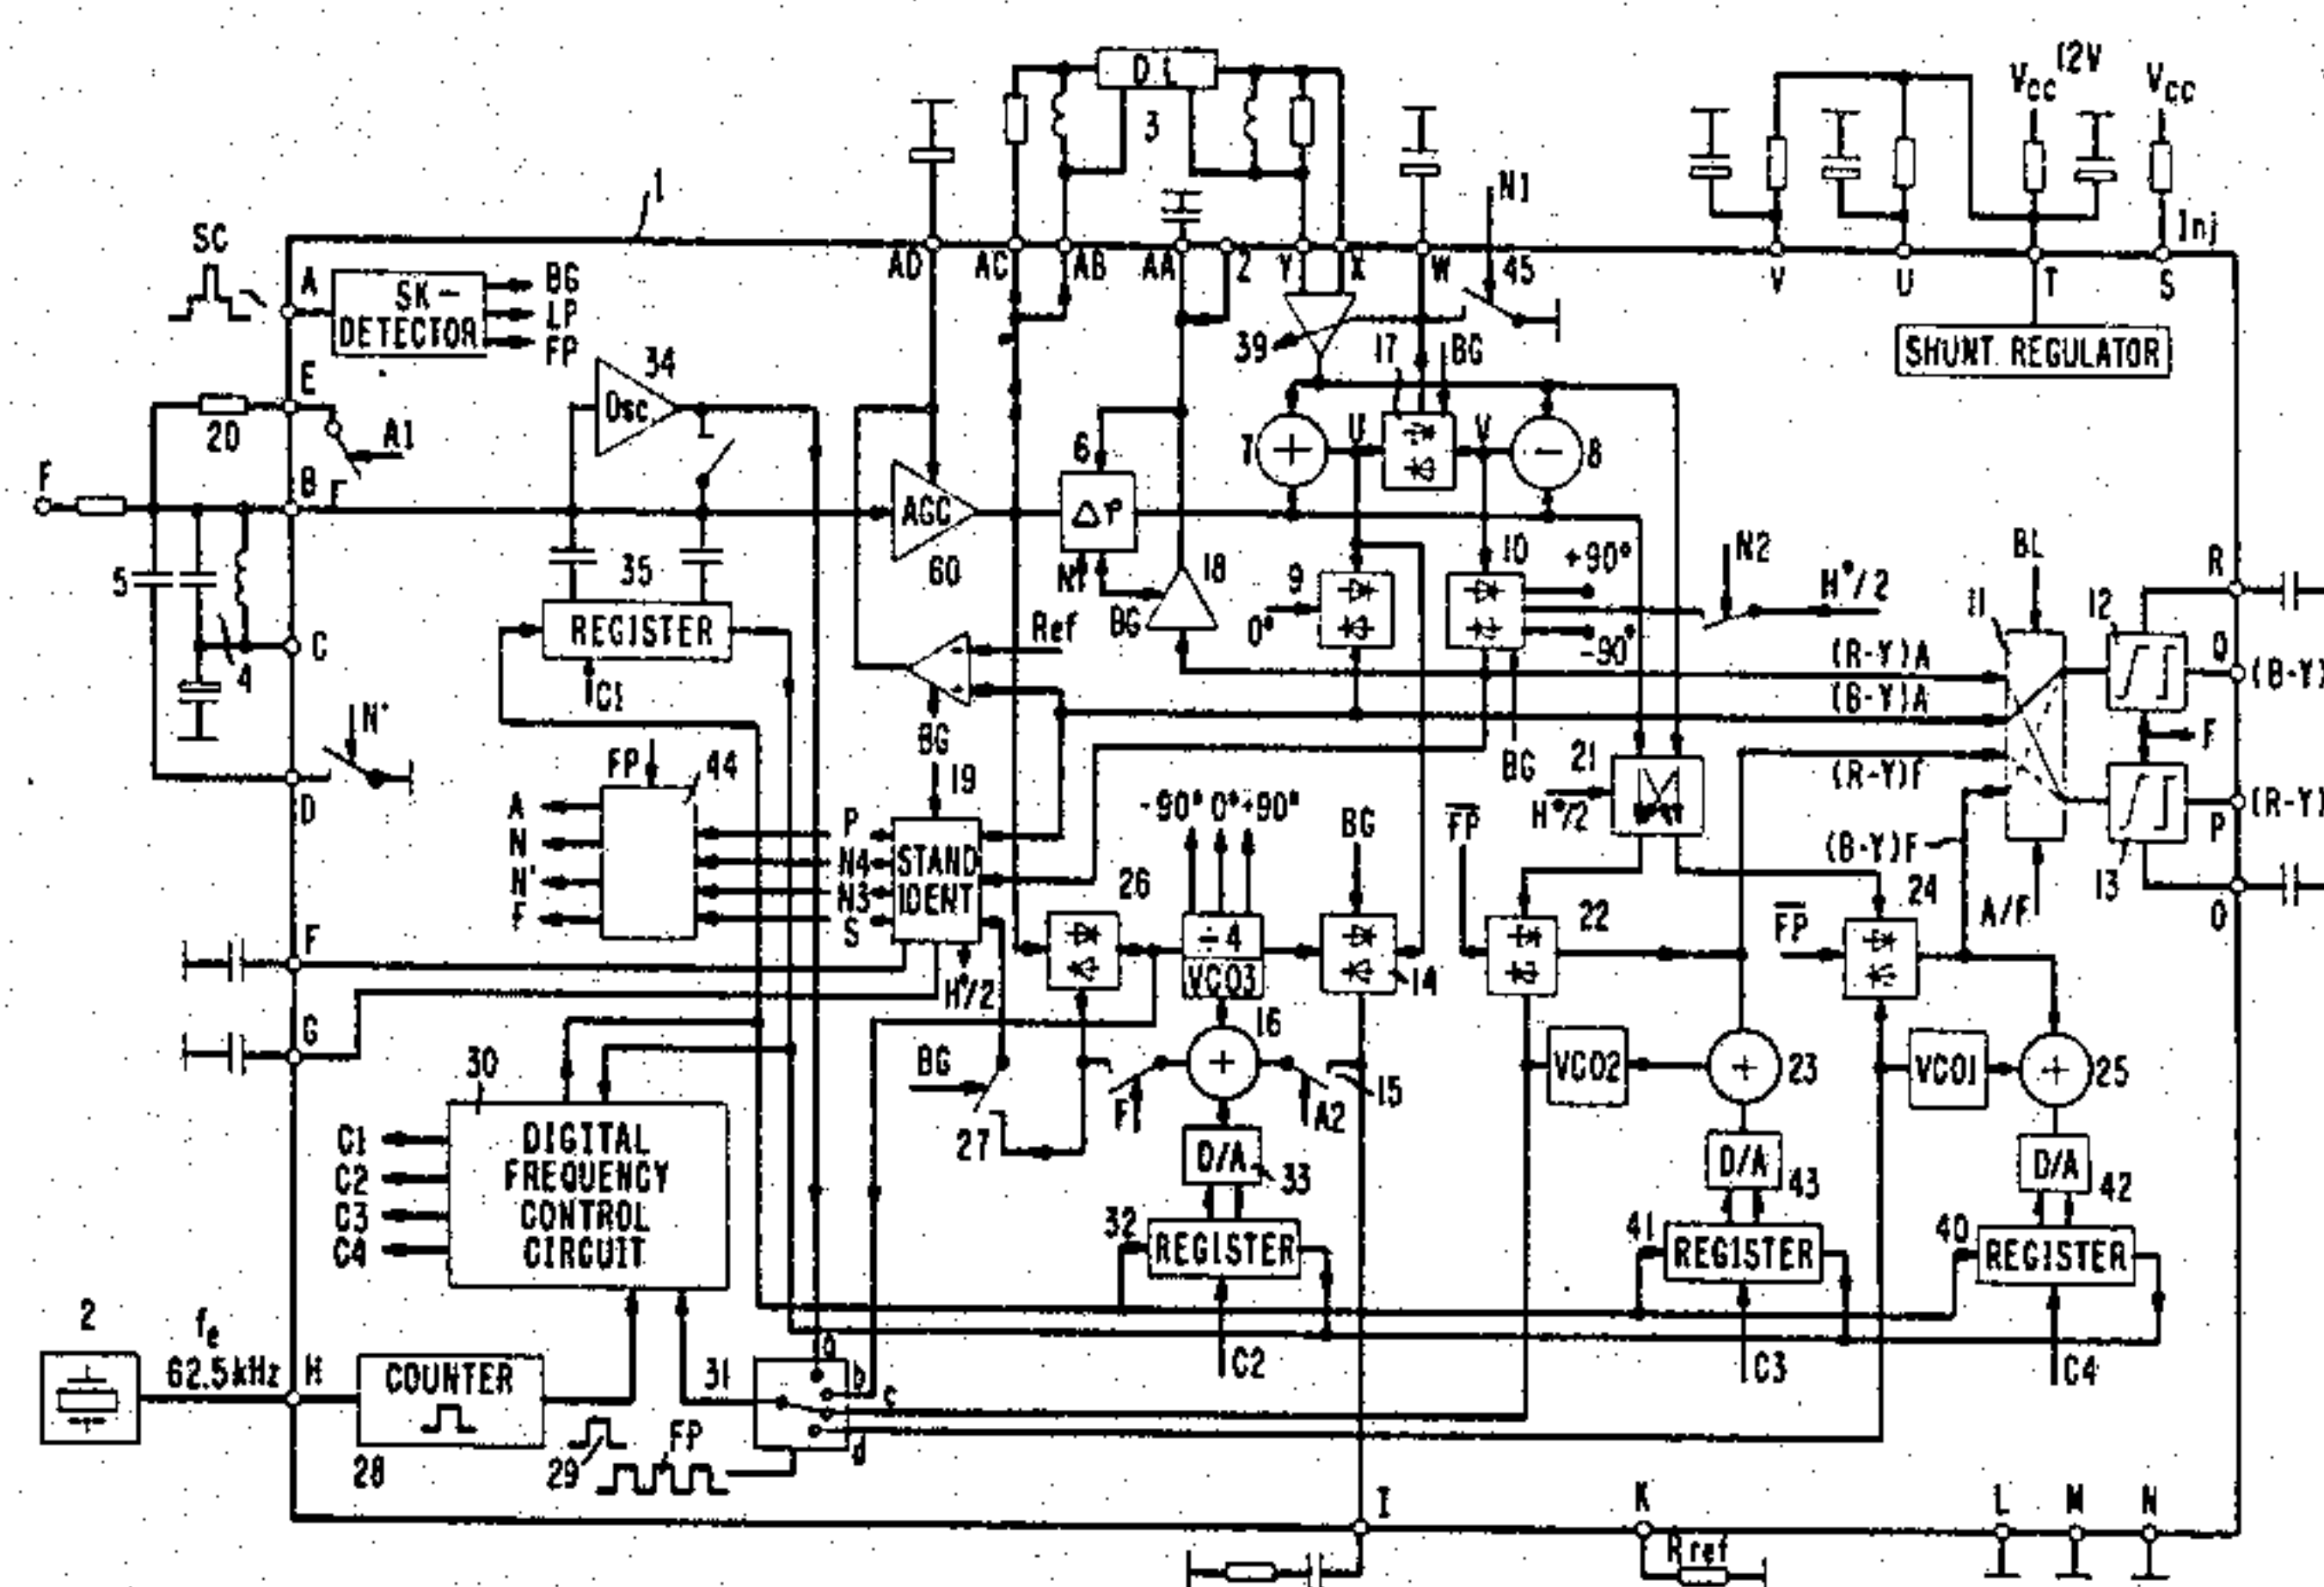 DL
3
12V
VCC
VCC
1
N1
SC
Inj
AD
AC
AB
AA
Z
Y
X
W
45
V
U
T
S
A
SK-
DETECTOR
BG
LP
FP
39
17
BG
SHUNT REGULATOR
E
34
Osc
20
A1
6
7
+
U
V
-
8
F
B
F
AGC
60
Δφ
5
35
N1
18
9
10
+90°
N2
BL
R
BG
0°
-90°
H*/2
11
12
REGISTER
Ref
C
4
C1
(R-Y)A
(B-Y)A
Q
(B-Y)
N'
BG
BG
F
D
FP
44
19
21
(R-Y)F
-90° 0° +90°
BG
FP
H*/2
(R-Y)
P
A
N
N'
F
P
N4
N3
S
STAND
IDENT
26
(B-Y)F
24
13
÷4
VCO3
22
FP
A/F
O
F
H*/2
14
G
16
30
BG
+
VCO2
+
23
VCO1
+
25
27
F1
A2
15
C1
C2
C3
C4
DIGITAL
FREQUENCY
CONTROL
CIRCUIT
D/A
33
D/A
43
D/A
42
32
REGISTER
41
REGISTER
40
REGISTER
2
fe
62.5kHz
H
COUNTER
31
a
b
c
d
C2
C3
C4
28
29
FP
I
K
L
M
N
Rref